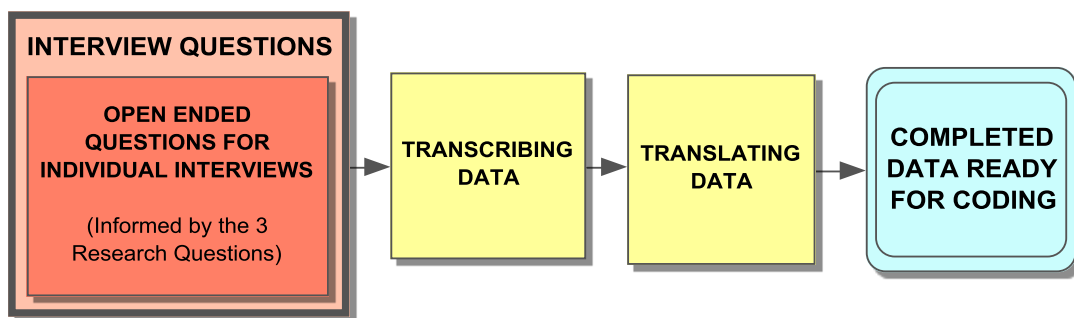 INTERVIEW QUESTIONS
OPEN ENDED
QUESTIONS FOR
INDIVIDUAL INTERVIEWS
(Informed by the 3
Research Questions)
TRANSCRIBING
DATA
TRANSLATING
DATA
COMPLETED
DATA READY
FOR CODING